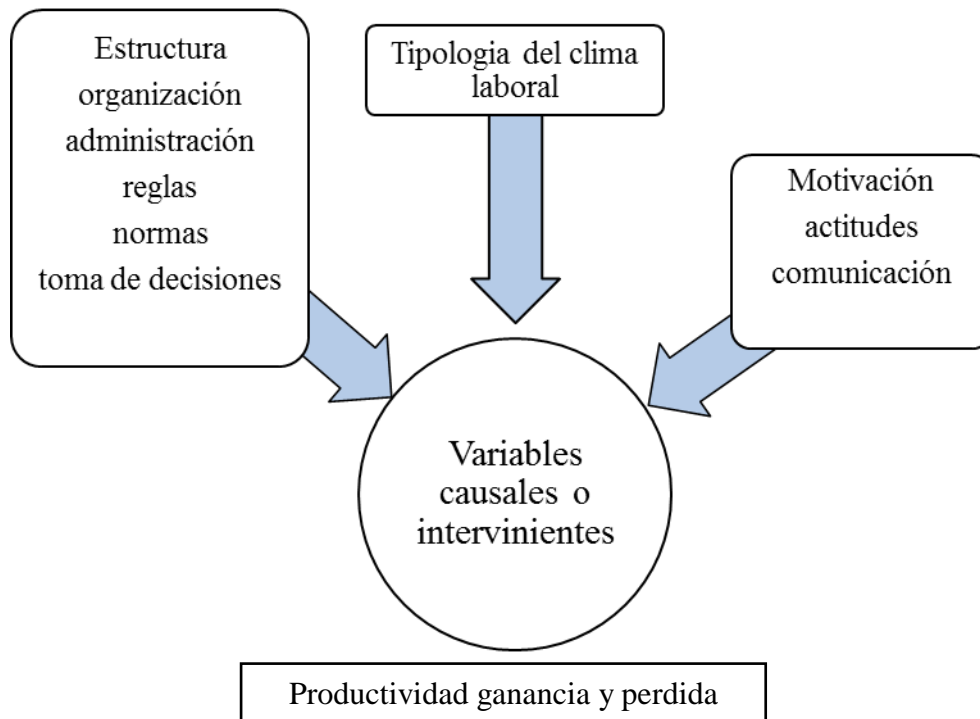 Estructura
organización
administración
reglas
normas
toma de decisiones
Tipologia del clima
laboral
Motivación
actitudes
comunicación
Variables
causales o
intervinientes
Productividad ganancia y perdida